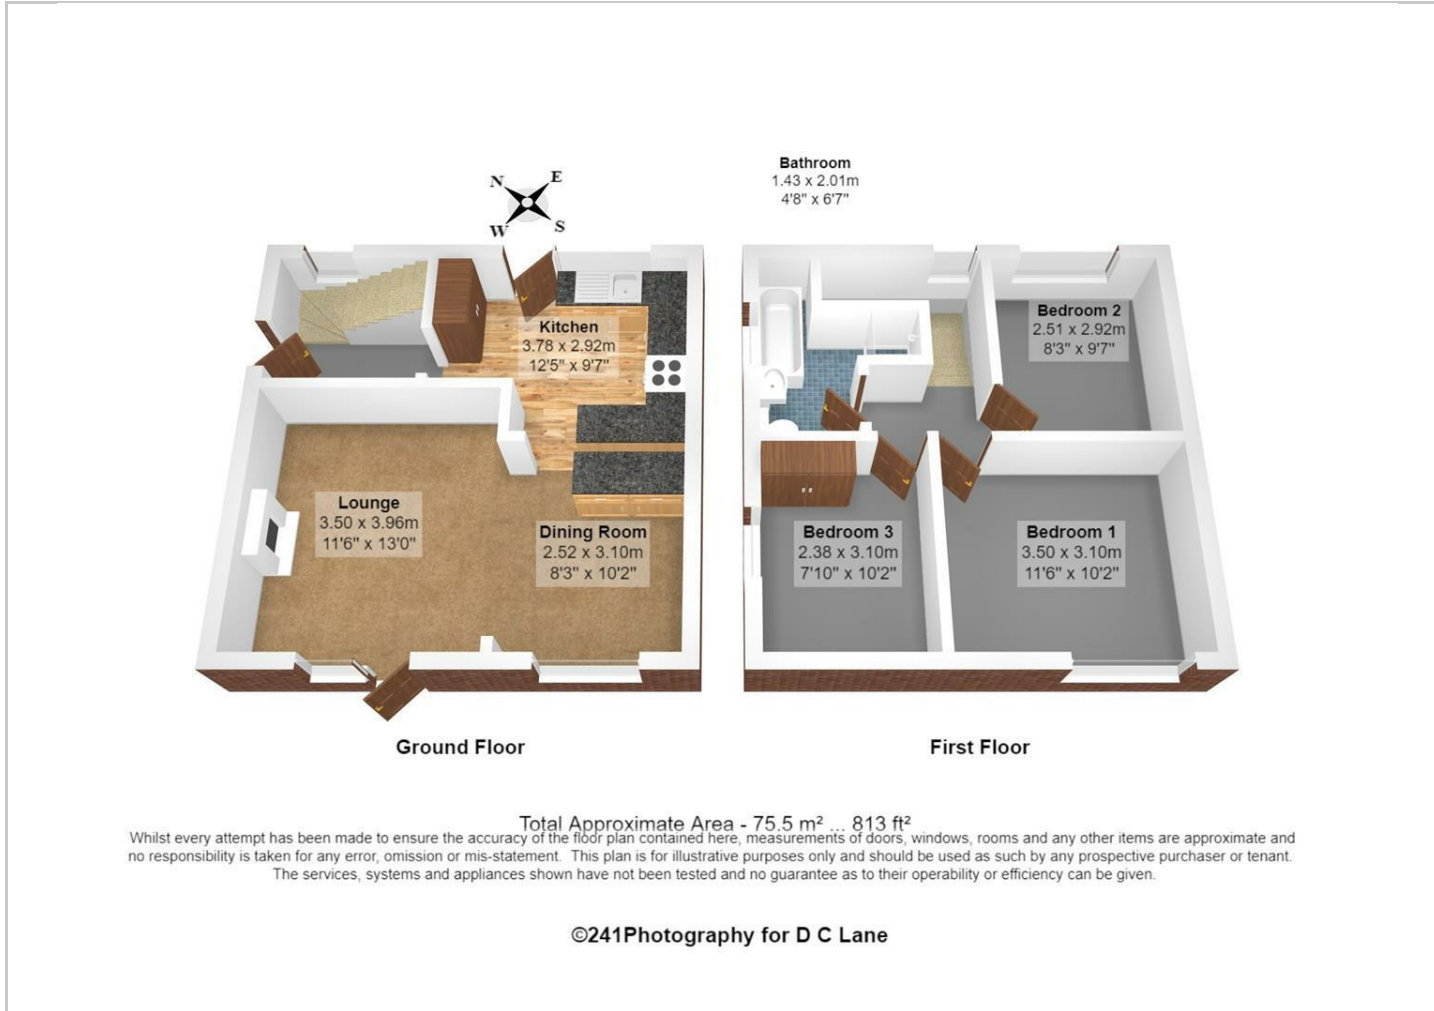 Bathroom
1.43 x 2.01m
4'8" x 6'7"
N
E
W
S
Kitchen
3.78 x 2.92m
12'5" x 9'7"
Bedroom 2
2.51 x 2.92m
8'3" x 9'7"
Lounge
3.50 x 3.96m
11'6" x 13'0"
Dining Room
2.52 x 3.10m
8'3" x 10'2"
Bedroom 3
2.38 x 3.10m
7'10" x 10'2"
Bedroom 1
3.50 x 3.10m
11'6" x 10'2"
Ground Floor
First Floor
Total Approximate Area - 75.5 m² ... 813 ft²
Whilst every attempt has been made to ensure the accuracy of the floor plan contained here, measurements of doors, windows, rooms and any other items are approximate and
no responsibility is taken for any error, omission or mis-statement. This plan is for illustrative purposes only and should be used as such by any prospective purchaser or tenant.
The services, systems and appliances shown have not been tested and no guarantee as to their operability or efficiency can be given.
©241Photography for D C Lane